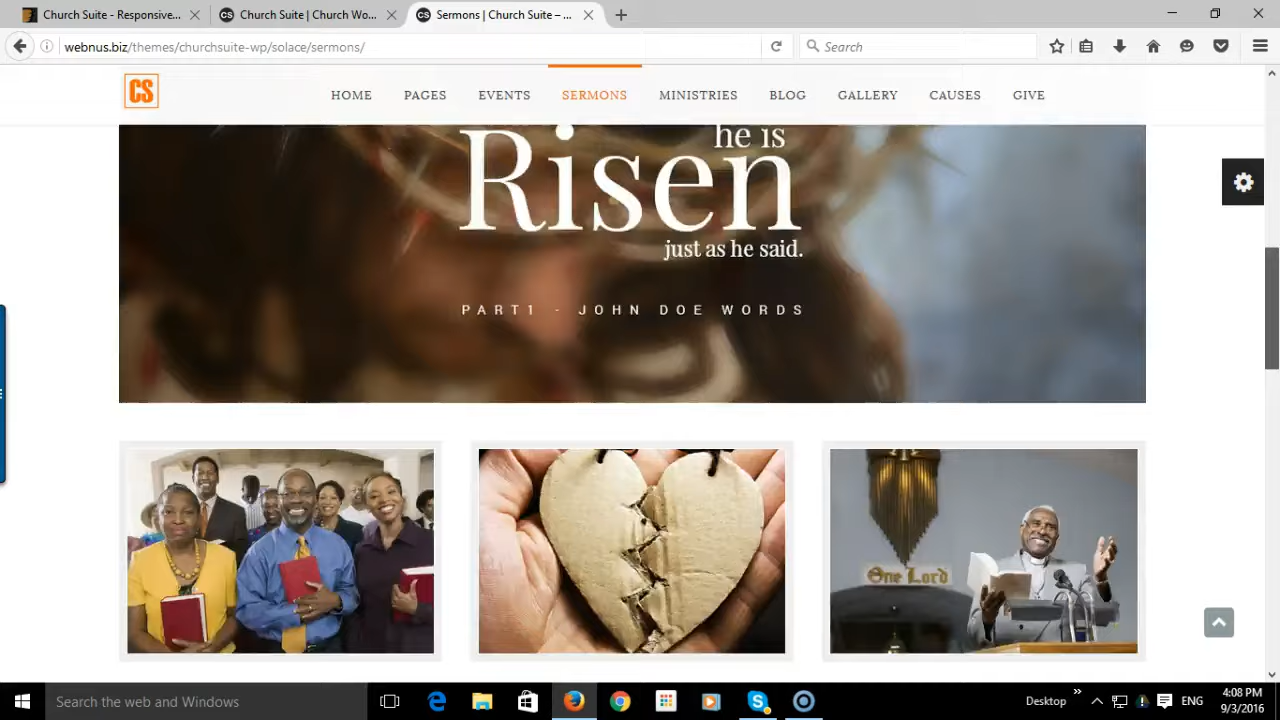 Church Suite - Responsive... × Church Suite | Church Wo... × Sermons | Church Suite – ... ×
webnus.biz/themes/churchsuite-wp/solace/sermons/ Search
CS HOME PAGES EVENTS SERMONS MINISTRIES BLOG GALLERY CAUSES GIVE
he is
Risen
just as he said.
PART1 - JOHN DOE WORDS
One Lord
Search the web and Windows Desktop ENG 4:08 PM
9/3/2016